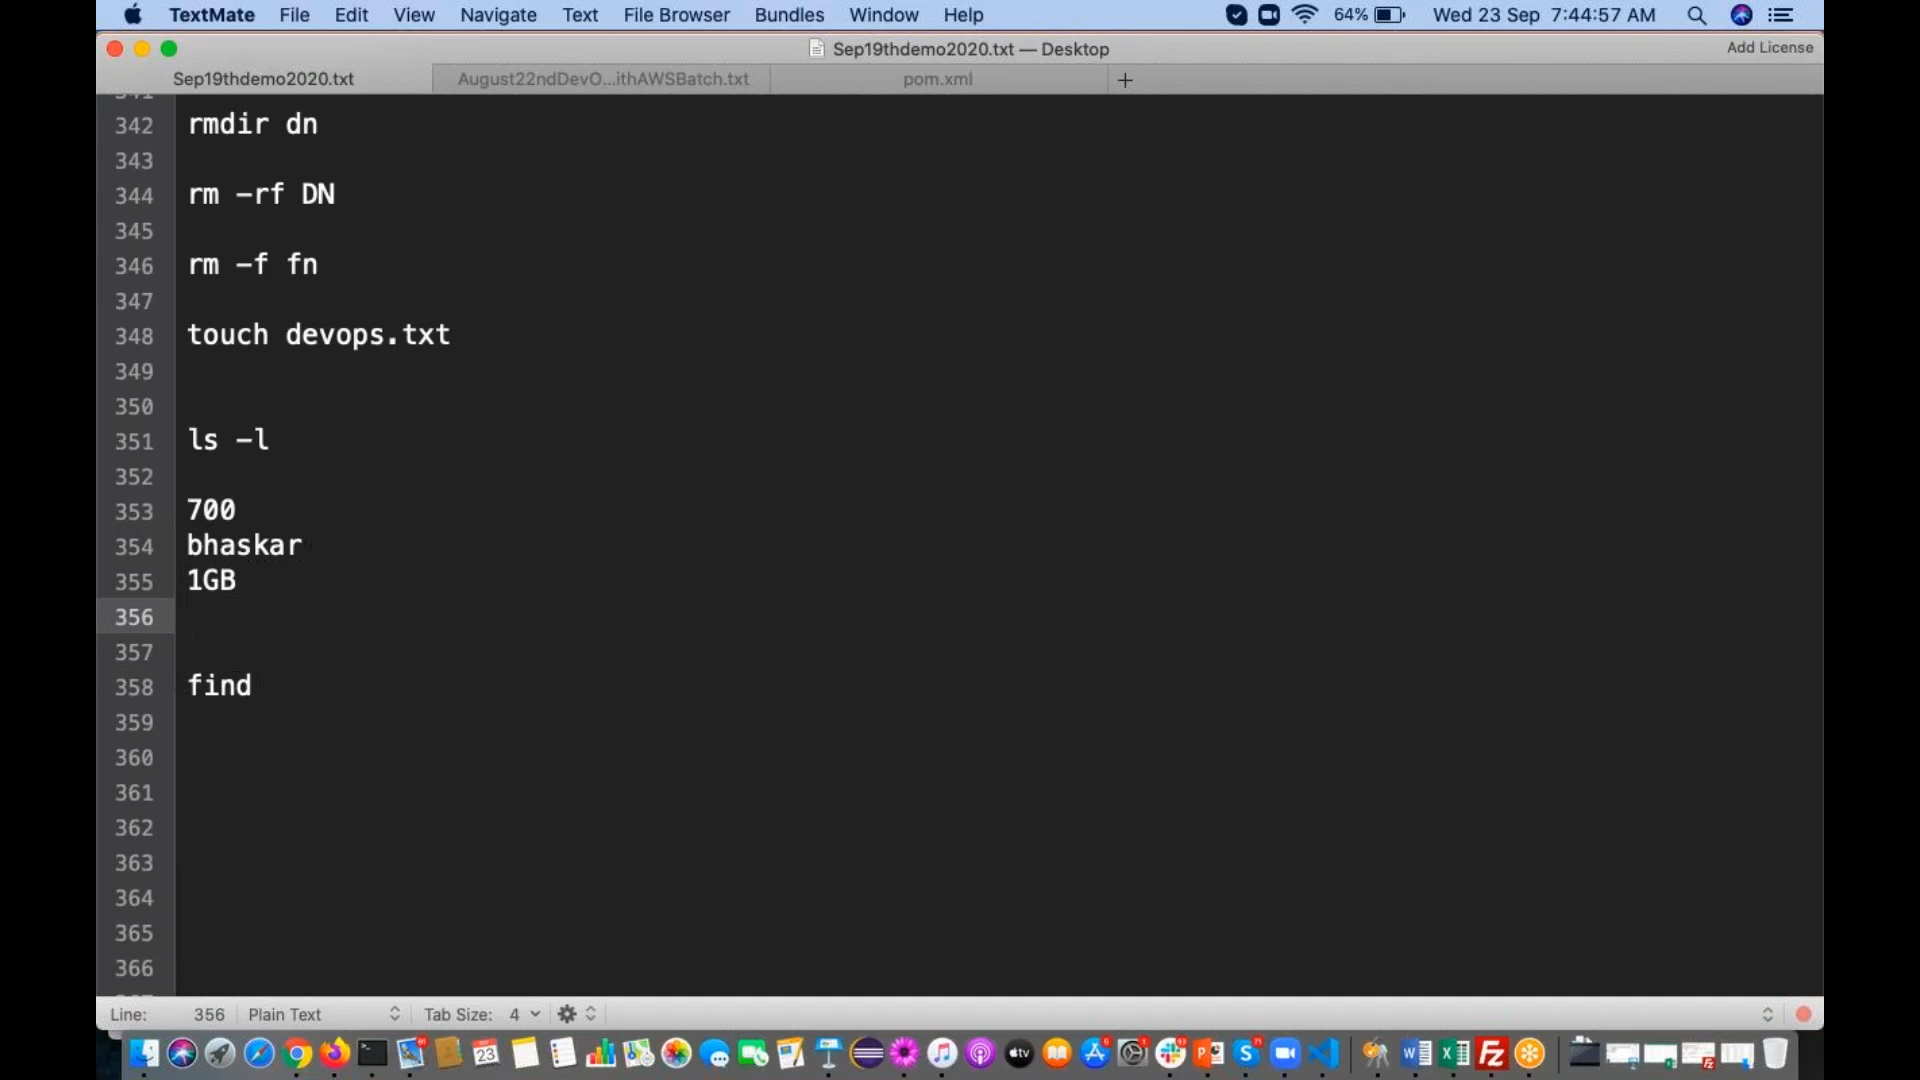 TextMate File Edit View Navigate Text File Browser Bundles Window Help 64% Wed 23 Sep 7:44:57 AM
Sep19thdemo2020.txt — Desktop Add License
Sep19thdemo2020.txt August22ndDevO...ithAWSBatch.txt pom.xml +
341
342 rmdir dn
343
344 rm -rf DN
345
346 rm -f fn
347
348 touch devops.txt
349
350
351 ls -l
352
353 700
354 bhaskar
355 1GB
356
357
358 find
359
360
361
362
363
364
365
366
Line: 356 Plain Text Tab Size: 4